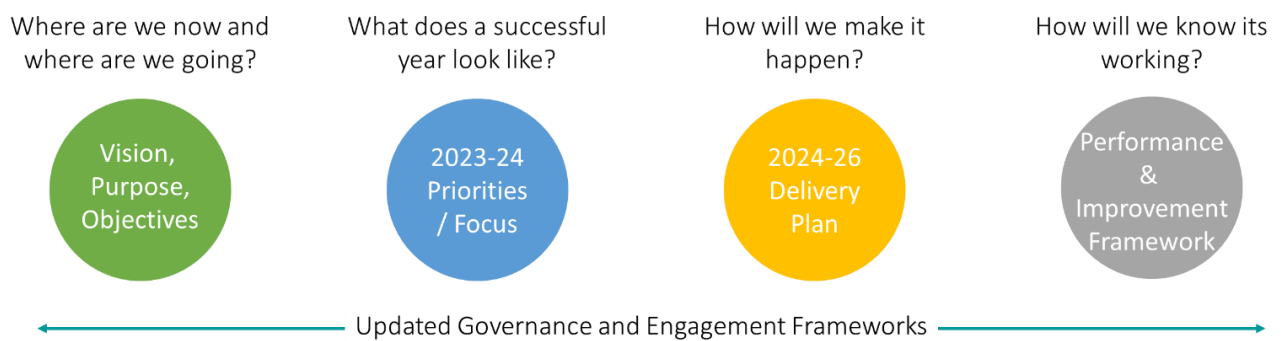 Where are we now and
where are we going?
What does a successful
year look like?
How will we make it
happen?
How will we know its
working?
Vision,
Purpose,
Objectives
2023-24
Priorities
/ Focus
2024-26
Delivery
Plan
Performance
&
Improvement
Framework
Updated Governance and Engagement Frameworks